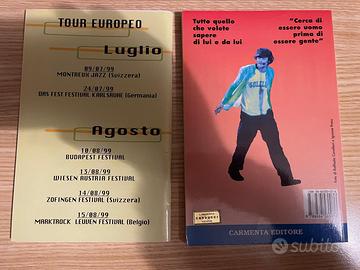 TOUR EUROPEO
Luglio
09/07/99
MONTREUX JAZZ (Svizzera)
24/07/99
DAS FEST FESTIVAL KARLSRUHE (Germania)
Agosto
10/08/99
BUDAPEST FESTIVAL
13/08/99
WIESEN AUSTRIA FESTIVAL
14/08/99
ZOFINGEN FESTIVAL (Svizzera)
15/08/99
MARKTROCK LEUVEN FESTIVAL (Belgio)
Tutto quello
che volete
sapere
di lui e da lui
"Cerca di
essere uomo
prima di
essere gente"
CARMENTA EDITORE
subito